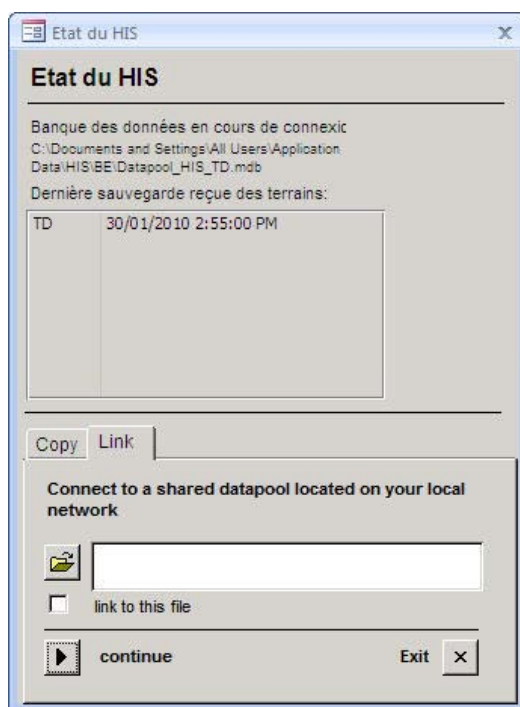 Etat du HIS
Etat du HIS
Banque des données en cours de connexic
C:\Documents and Settings\All Users\Application
Data\HIS\BE\Datapool_HIS_TD.mdb
Dernière sauvegarde reçue des terrains:
TD 30/01/2010 2:55:00 PM
Copy Link
Connect to a shared datapool located on your local
network
link to this file
continue Exit